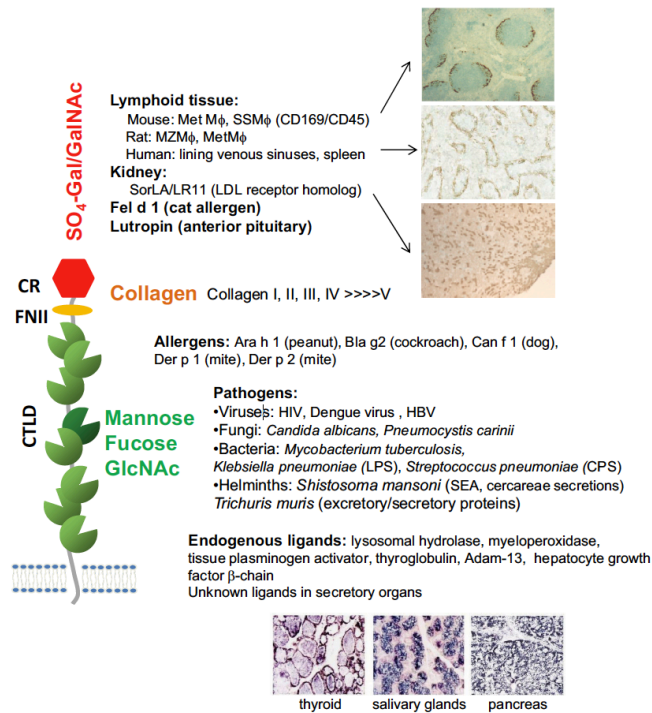 SO4-Gal/GalNAc
Lymphoid tissue:
Mouse: Met MΦ, SSMϕ (CD169/CD45)
Rat: MZMϕ, MetMϕ
Human: lining venous sinuses, spleen
Kidney:
SorLA/LR11 (LDL receptor homolog)
Fel d 1 (cat allergen)
Lutropin (anterior pituitary)
CR
FNII
CTLD
Collagen Collagen I, II, III, IV >>>>V
Allergens: Ara h 1 (peanut), Bla g2 (cockroach), Can f 1 (dog),
Der p 1 (mite), Der p 2 (mite)
Mannose
Fucose
GlcNAc
Pathogens:
•Viruses: HIV, Dengue virus , HBV
•Fungi: Candida albicans, Pneumocystis carinii
•Bacteria: Mycobacterium tuberculosis,
Klebsiella pneumoniae (LPS), Streptococcus pneumoniae (CPS)
•Helminths: Shistosoma mansoni (SEA, cercareae secretions)
Trichuris muris (excretory/secretory proteins)
Endogenous ligands: lysosomal hydrolase, myeloperoxidase,
tissue plasminogen activator, thyroglobulin, Adam-13, hepatocyte growth
factor β-chain
Unknown ligands in secretory organs
thyroid
salivary glands
pancreas